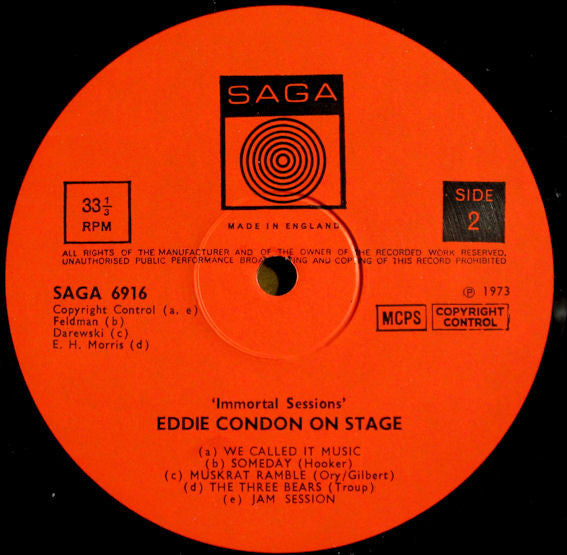 SAGA
33 1/3
RPM
SIDE
2
MADE IN ENGLAND
ALL RIGHTS OF THE MANUFACTURER AND OF THE OWNER OF THE RECORDED WORK RESERVED,
UNAUTHORISED PUBLIC PERFORMANCE BROADCASTING AND COPYING OF THIS RECORD PROHIBITED
SAGA 6916
Copyright Control (a, e)
Feldman (b)
Darewski (c)
E. H. Morris (d)
℗ 1973
MCPS
COPYRIGHT
CONTROL
'Immortal Sessions'
EDDIE CONDON ON STAGE
(a) WE CALLED IT MUSIC
(b) SOMEDAY (Hooker)
(c) MUSKRAT RAMBLE (Ory/Gilbert)
(d) THE THREE BEARS (Troup)
(e) JAM SESSION